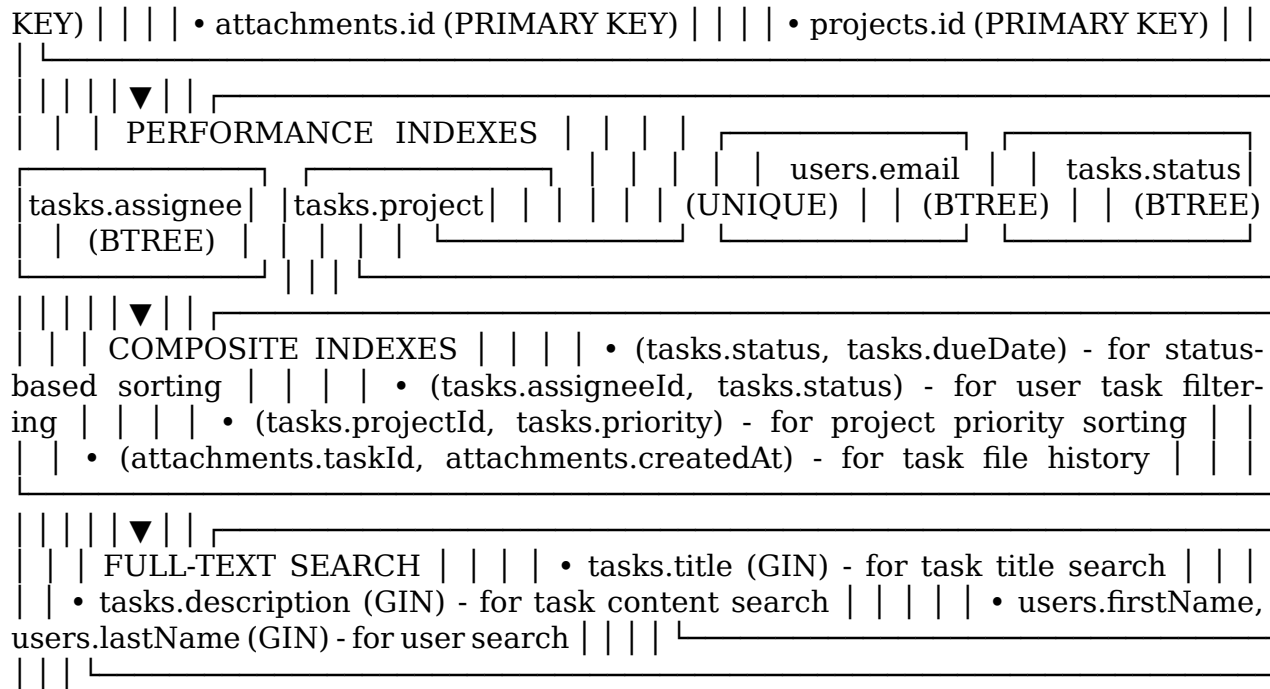 KEY) │ │ │ │ • attachments.id (PRIMARY KEY) │ │ │ │ • projects.id (PRIMARY KEY) │ │
│ └─────────────────────────────────────
│ │ │ │ │ ▼ │ │ ┌────────────────────────────────
│ │ │ PERFORMANCE INDEXES │ │ │ │ ┌─────────────┐ ┌─────────────┐
┌─────────────┐ ┌─────────────┐ │ │ │ │ │ users.email │ │ tasks.status│
│tasks.assignee│ │tasks.project│ │ │ │ │ │ (UNIQUE) │ │ (BTREE) │ │ (BTREE)
│ │ (BTREE) │ │ │ │ │ └─────────────┘ └─────────────┘ └─────────────┘
└─────────────┘ │ │ │ └───────────────────────────
│ │ │ │ │ ▼ │ │ ┌────────────────────────────────
│ │ │ COMPOSITE INDEXES │ │ │ │ • (tasks.status, tasks.dueDate) - for status-
based sorting │ │ │ │ • (tasks.assigneeId, tasks.status) - for user task filter-
ing │ │ │ │ • (tasks.projectId, tasks.priority) - for project priority sorting │ │
│ │ • (attachments.taskId, attachments.createdAt) - for task file history │ │ │
└─────────────────────────────────────
│ │ │ │ │ ▼ │ │ ┌────────────────────────────────
│ │ │ FULL-TEXT SEARCH │ │ │ │ • tasks.title (GIN) - for task title search │ │ │
│ │ • tasks.description (GIN) - for task content search │ │ │ │ │ • users.firstName,
users.lastName (GIN) - for user search │ │ │ │ └─────────────────
│ │ │ └───────────────────────────────────